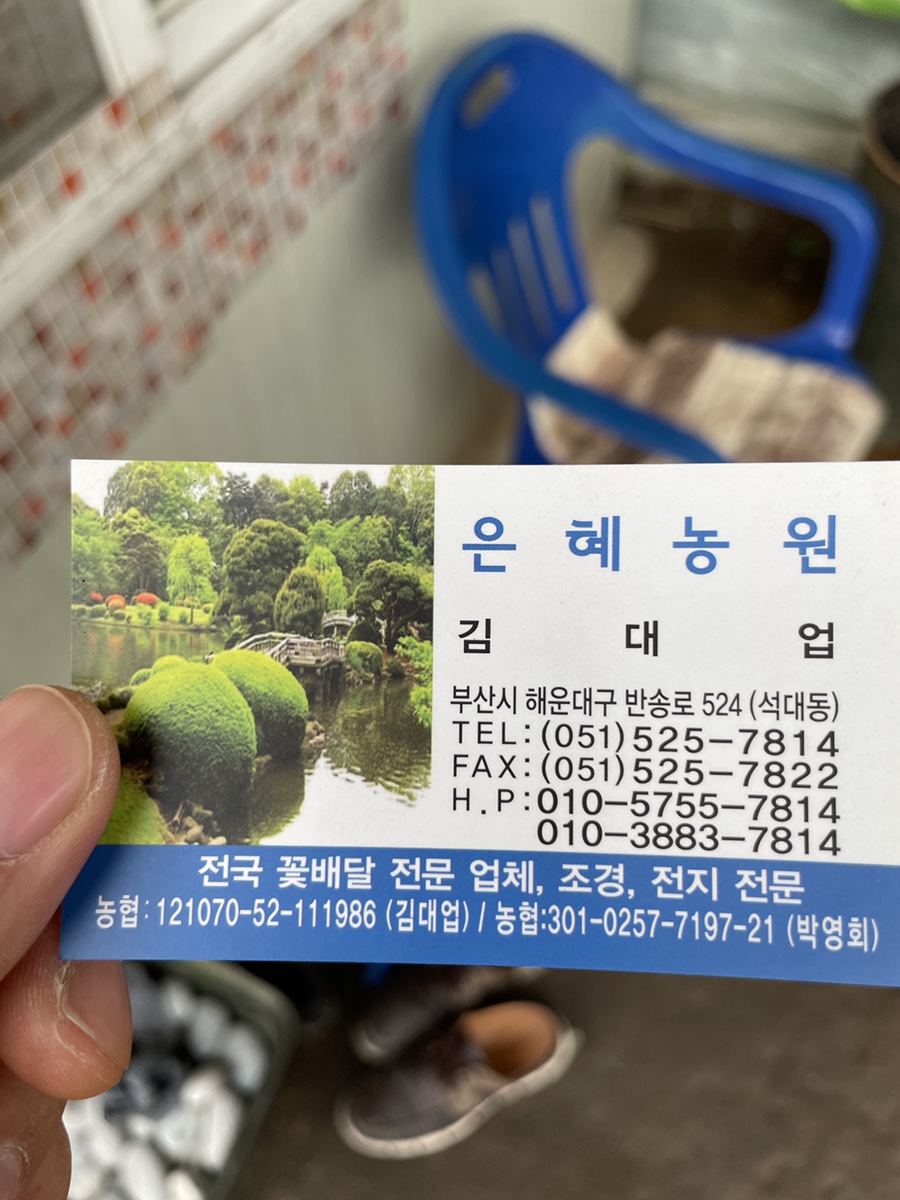 은 혜 농 원
김 대 업
부산시 해운대구 반송로 524 (석대동)
TEL:(051)525-7814
FAX:(051)525-7822
H.P:010-5755-7814
010-3883-7814
전국 꽃배달 전문 업체, 조경, 전지 전문
농협:121070-52-111986 (김대업) / 농협:301-0257-7197-21 (박영회)